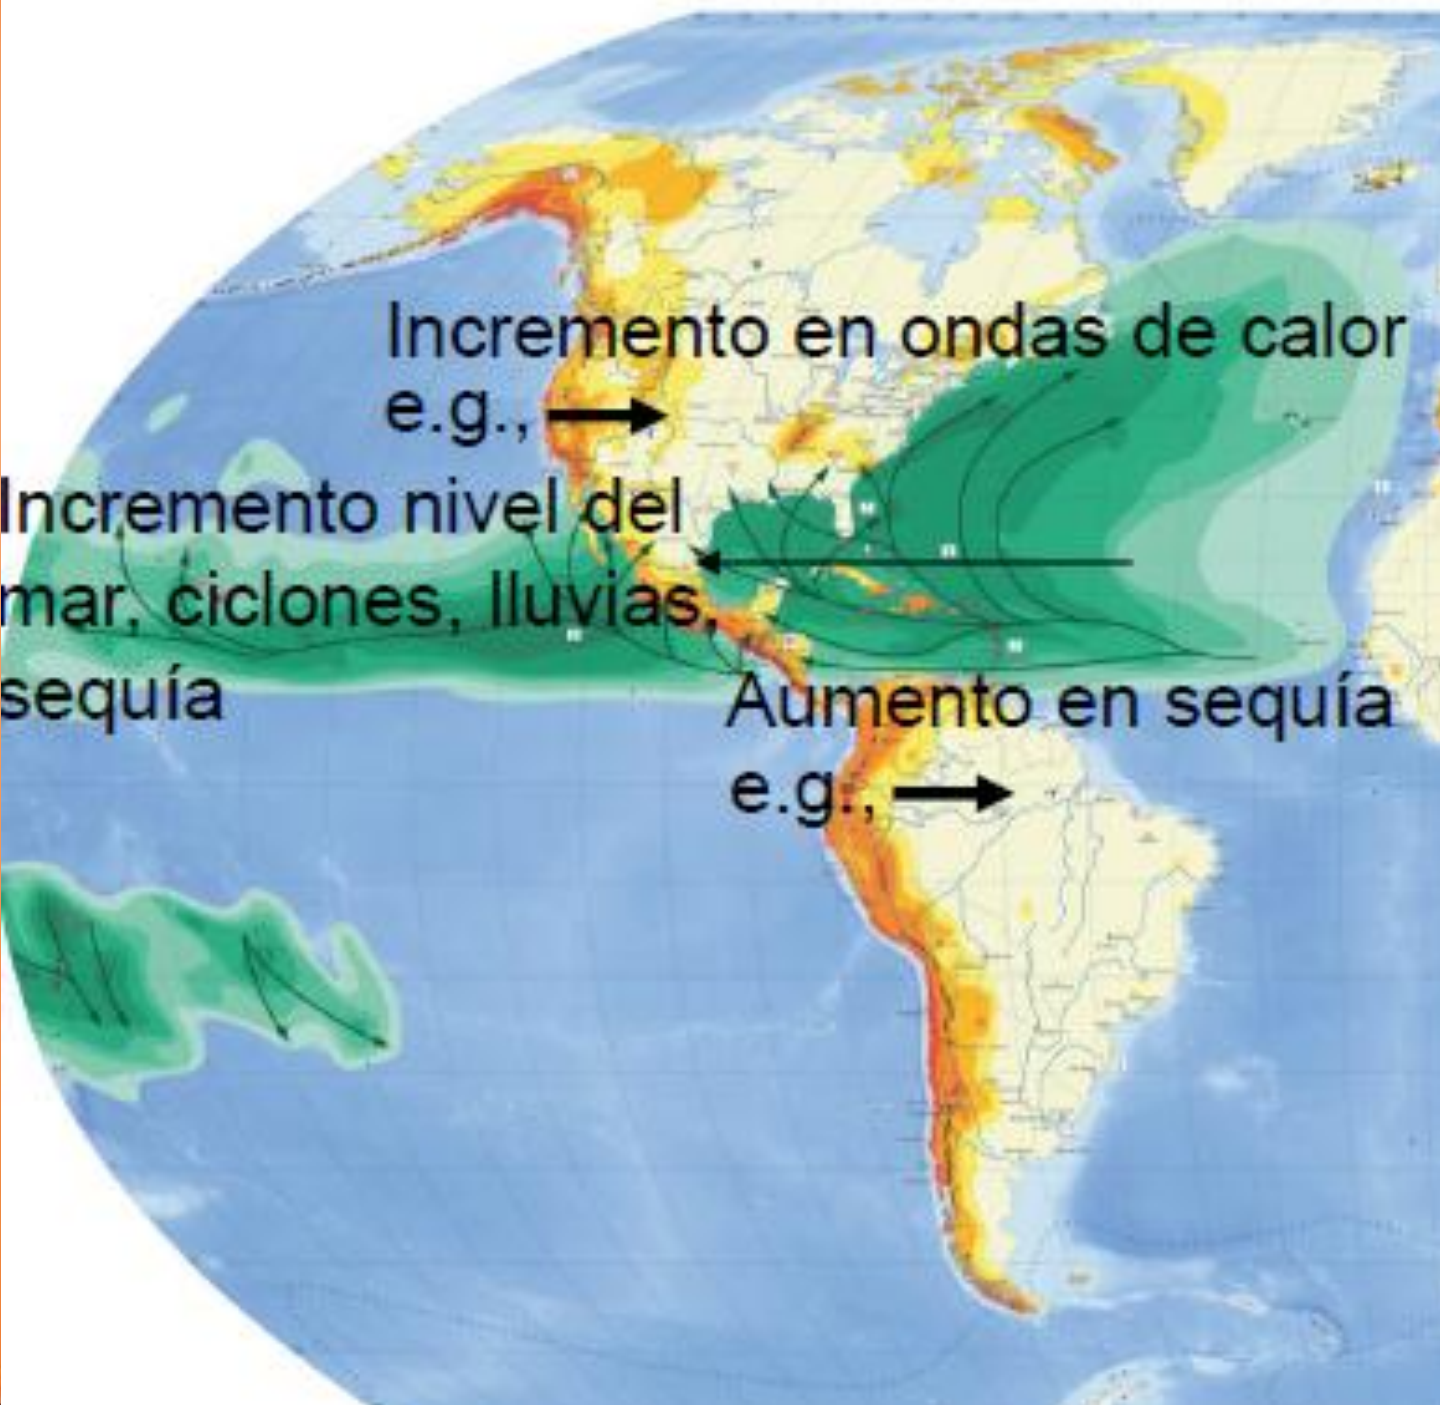 Incremento en ondas de calor
e.g.,
Incremento nivel del
mar, ciclones, lluvias,
sequía
Aumento en sequía
e.g.,